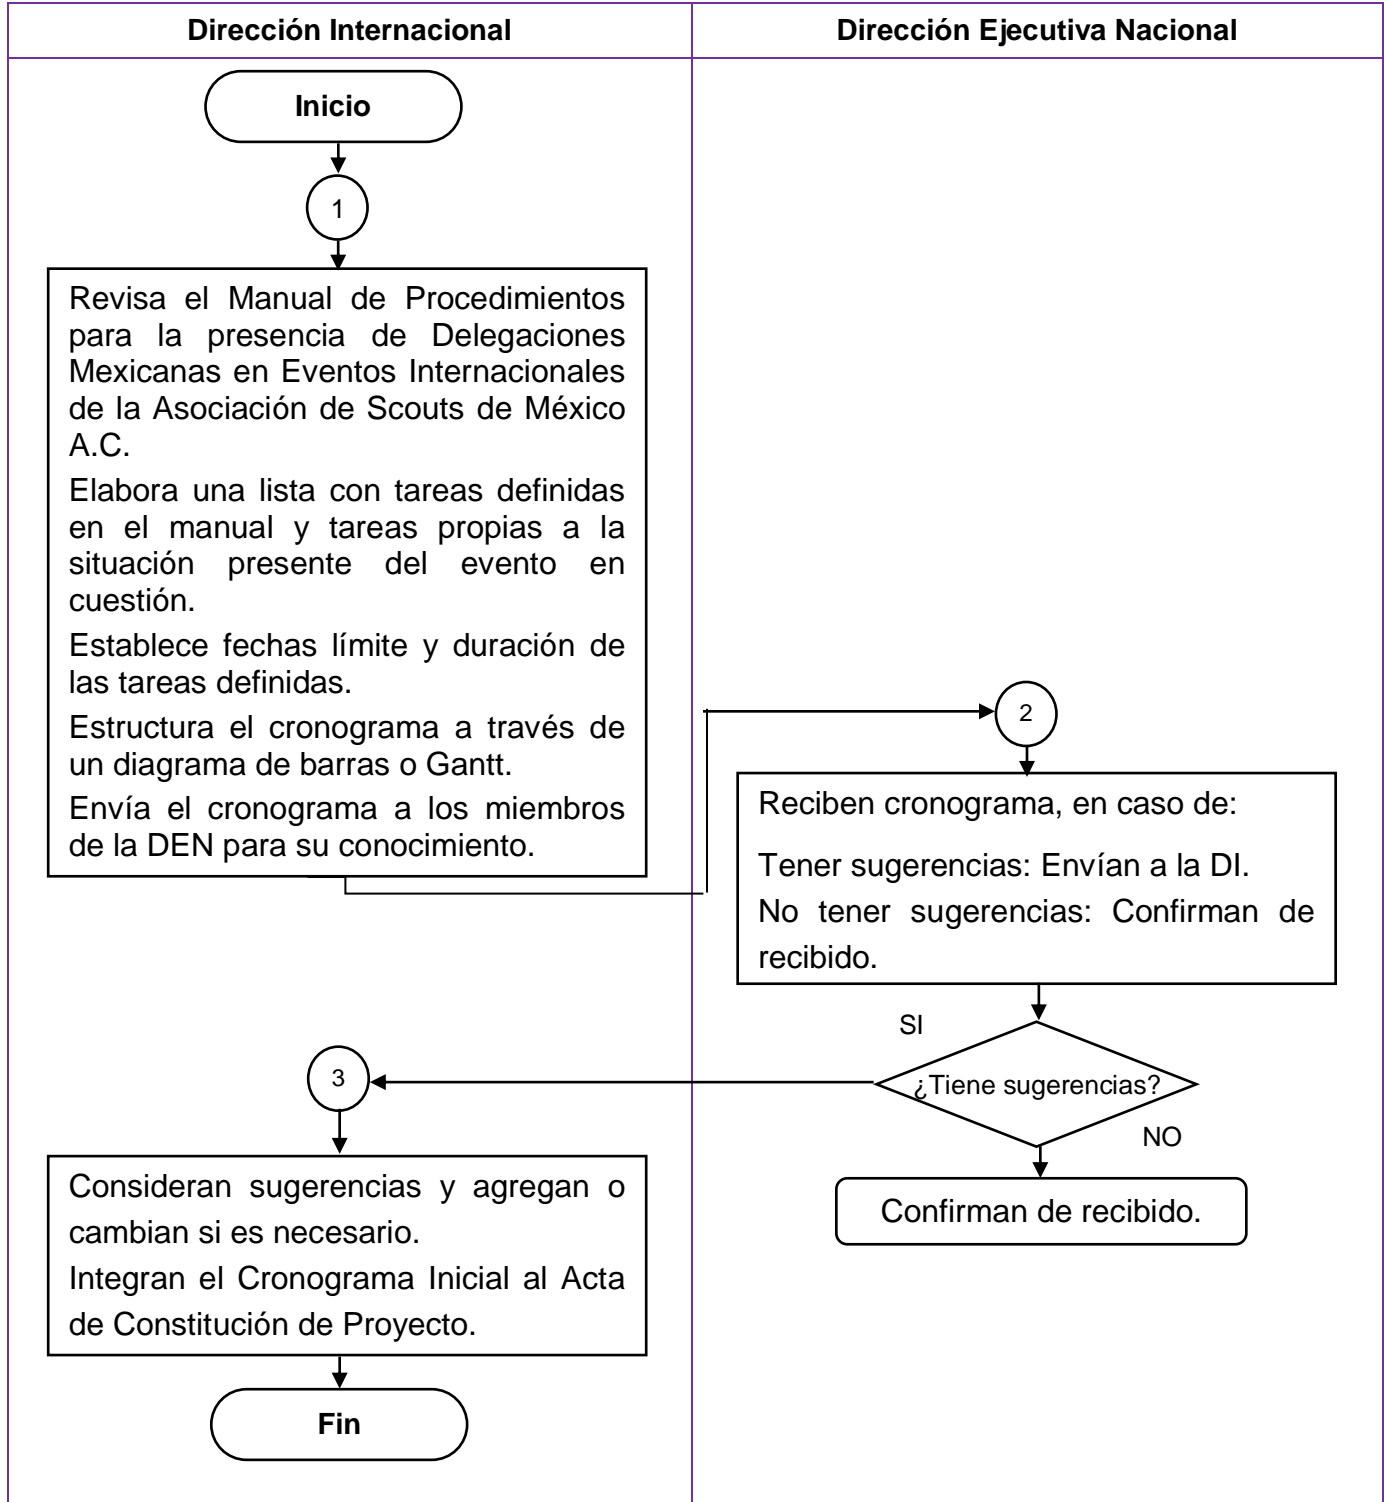 Dirección Internacional
Dirección Ejecutiva Nacional
Inicio
1
Revisa el Manual de Procedimientos
para la presencia de Delegaciones
Mexicanas en Eventos Internacionales
de la Asociación de Scouts de México
A.C.
Elabora una lista con tareas definidas
en el manual y tareas propias a la
situación presente del evento en
cuestión.
Establece fechas límite y duración de
las tareas definidas.
Estructura el cronograma a través de
un diagrama de barras o Gantt.
Envía el cronograma a los miembros
de la DEN para su conocimiento.
2
Reciben cronograma, en caso de:
Tener sugerencias: Envían a la DI.
No tener sugerencias: Confirman de
recibido.
SI
¿Tiene sugerencias?
NO
Confirman de recibido.
3
Consideran sugerencias y agregan o
cambian si es necesario.
Integran el Cronograma Inicial al Acta
de Constitución de Proyecto.
Fin